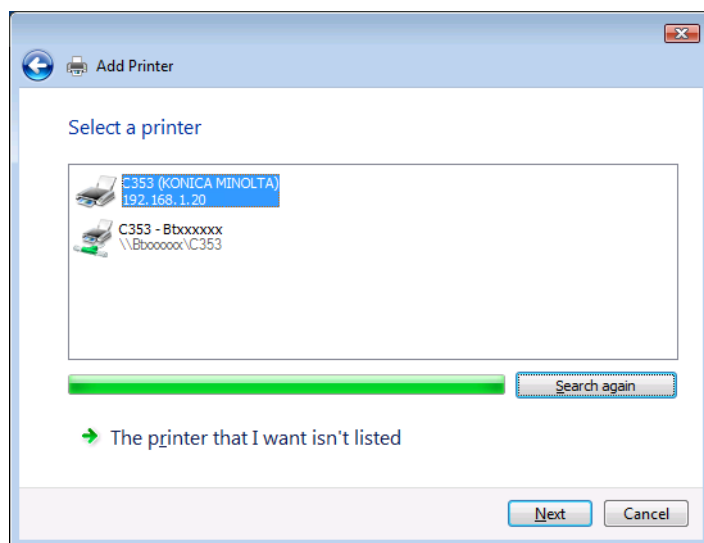 Add Printer
Select a printer
C353 (KONICA MINOLTA)
192.168.1.20
C353 - Btxxxxxx
\\Btxxxxxx\C353
Search again
The printer that I want isn't listed
Next
Cancel